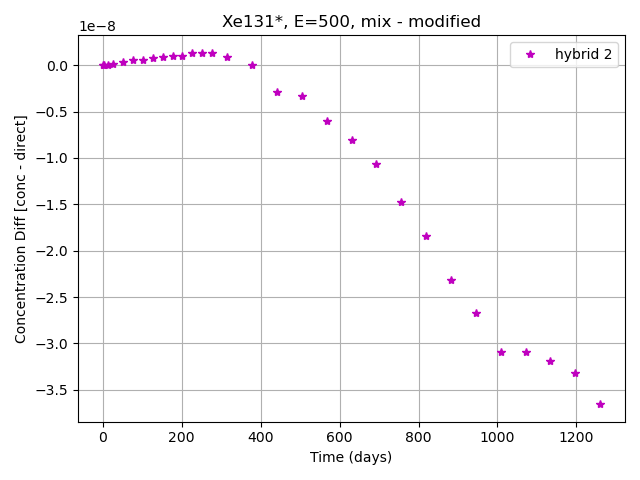 Xe131*, E=500, mix - modified
1e−8
hybrid 2
0.0
−0.5
−1.0
−1.5
−2.0
−2.5
−3.0
−3.5
Concentration Diff [conc - direct]
0 200 400 600 800 1000 1200
Time (days)